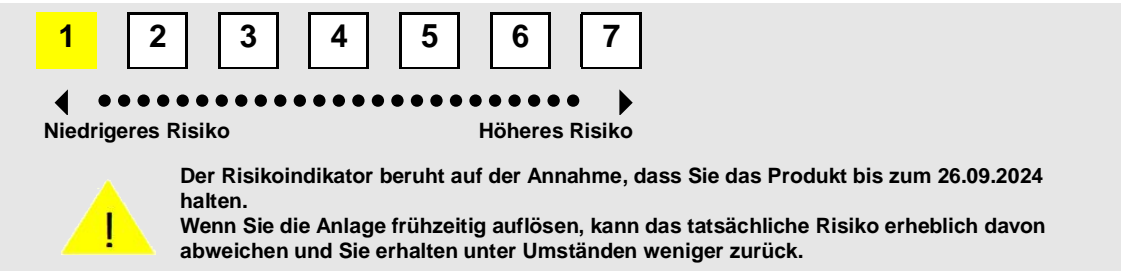 1 2 3 4 5 6 7
Niedrigeres Risiko Höheres Risiko
!
Der Risikoindikator beruht auf der Annahme, dass Sie das Produkt bis zum 26.09.2024
halten.
Wenn Sie die Anlage frühzeitig auflösen, kann das tatsächliche Risiko erheblich davon
abweichen und Sie erhalten unter Umständen weniger zurück.